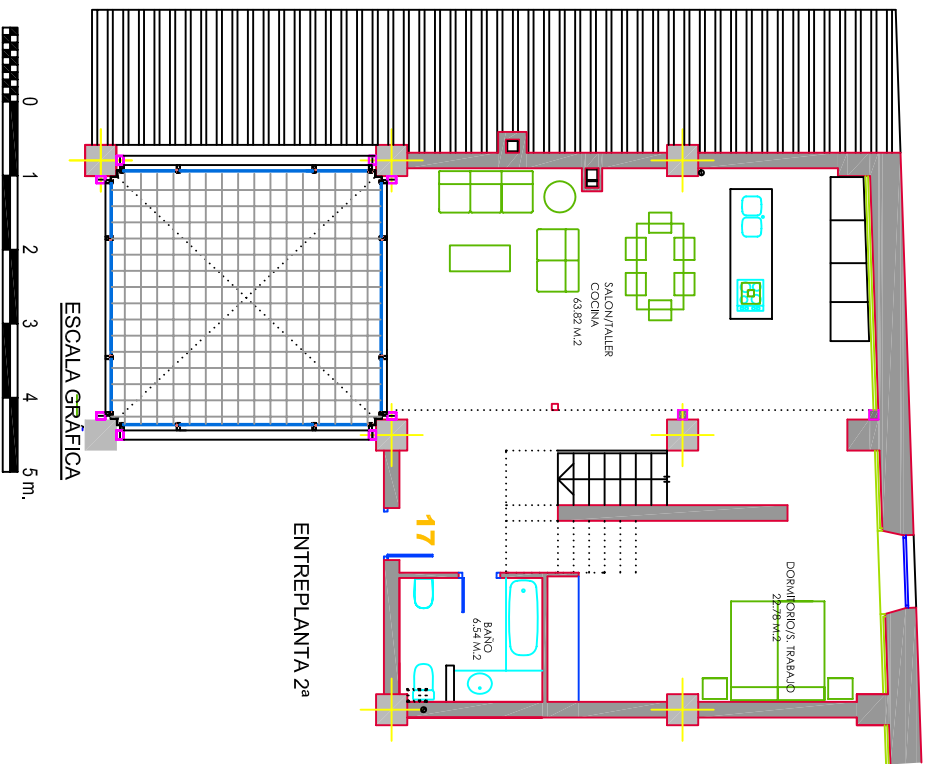 SALON/TALLER
COCINA
63.82 M.2
DORMITORIO/S. TRABAJO
22.78 M.2
BAÑO
6.54 M.2
17
ENTREPLANTA 2ª
ESCALA GRÁFICA
0 1 2 3 4 5 m.